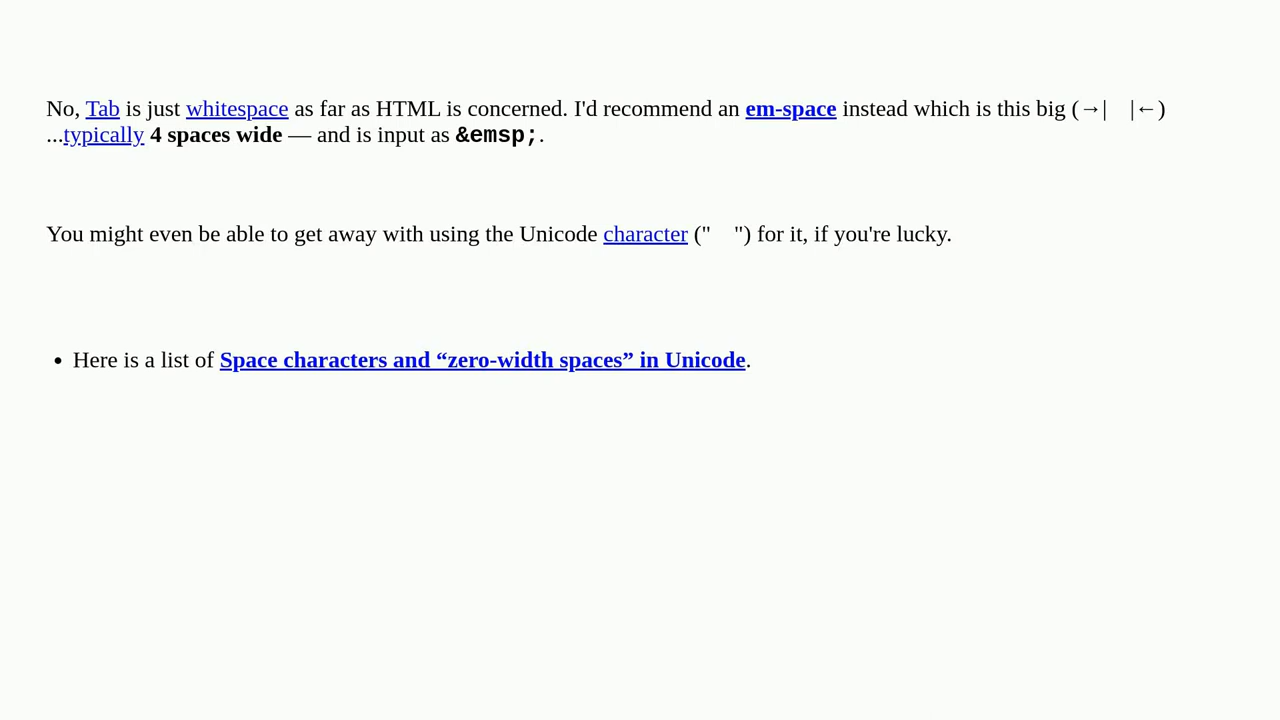 No, Tab is just whitespace as far as HTML is concerned. I'd recommend an em-space instead which is this big (→| |←)
...typically 4 spaces wide — and is input as &emsp;.
You might even be able to get away with using the Unicode character (" ") for it, if you're lucky.
• Here is a list of Space characters and “zero-width spaces” in Unicode.